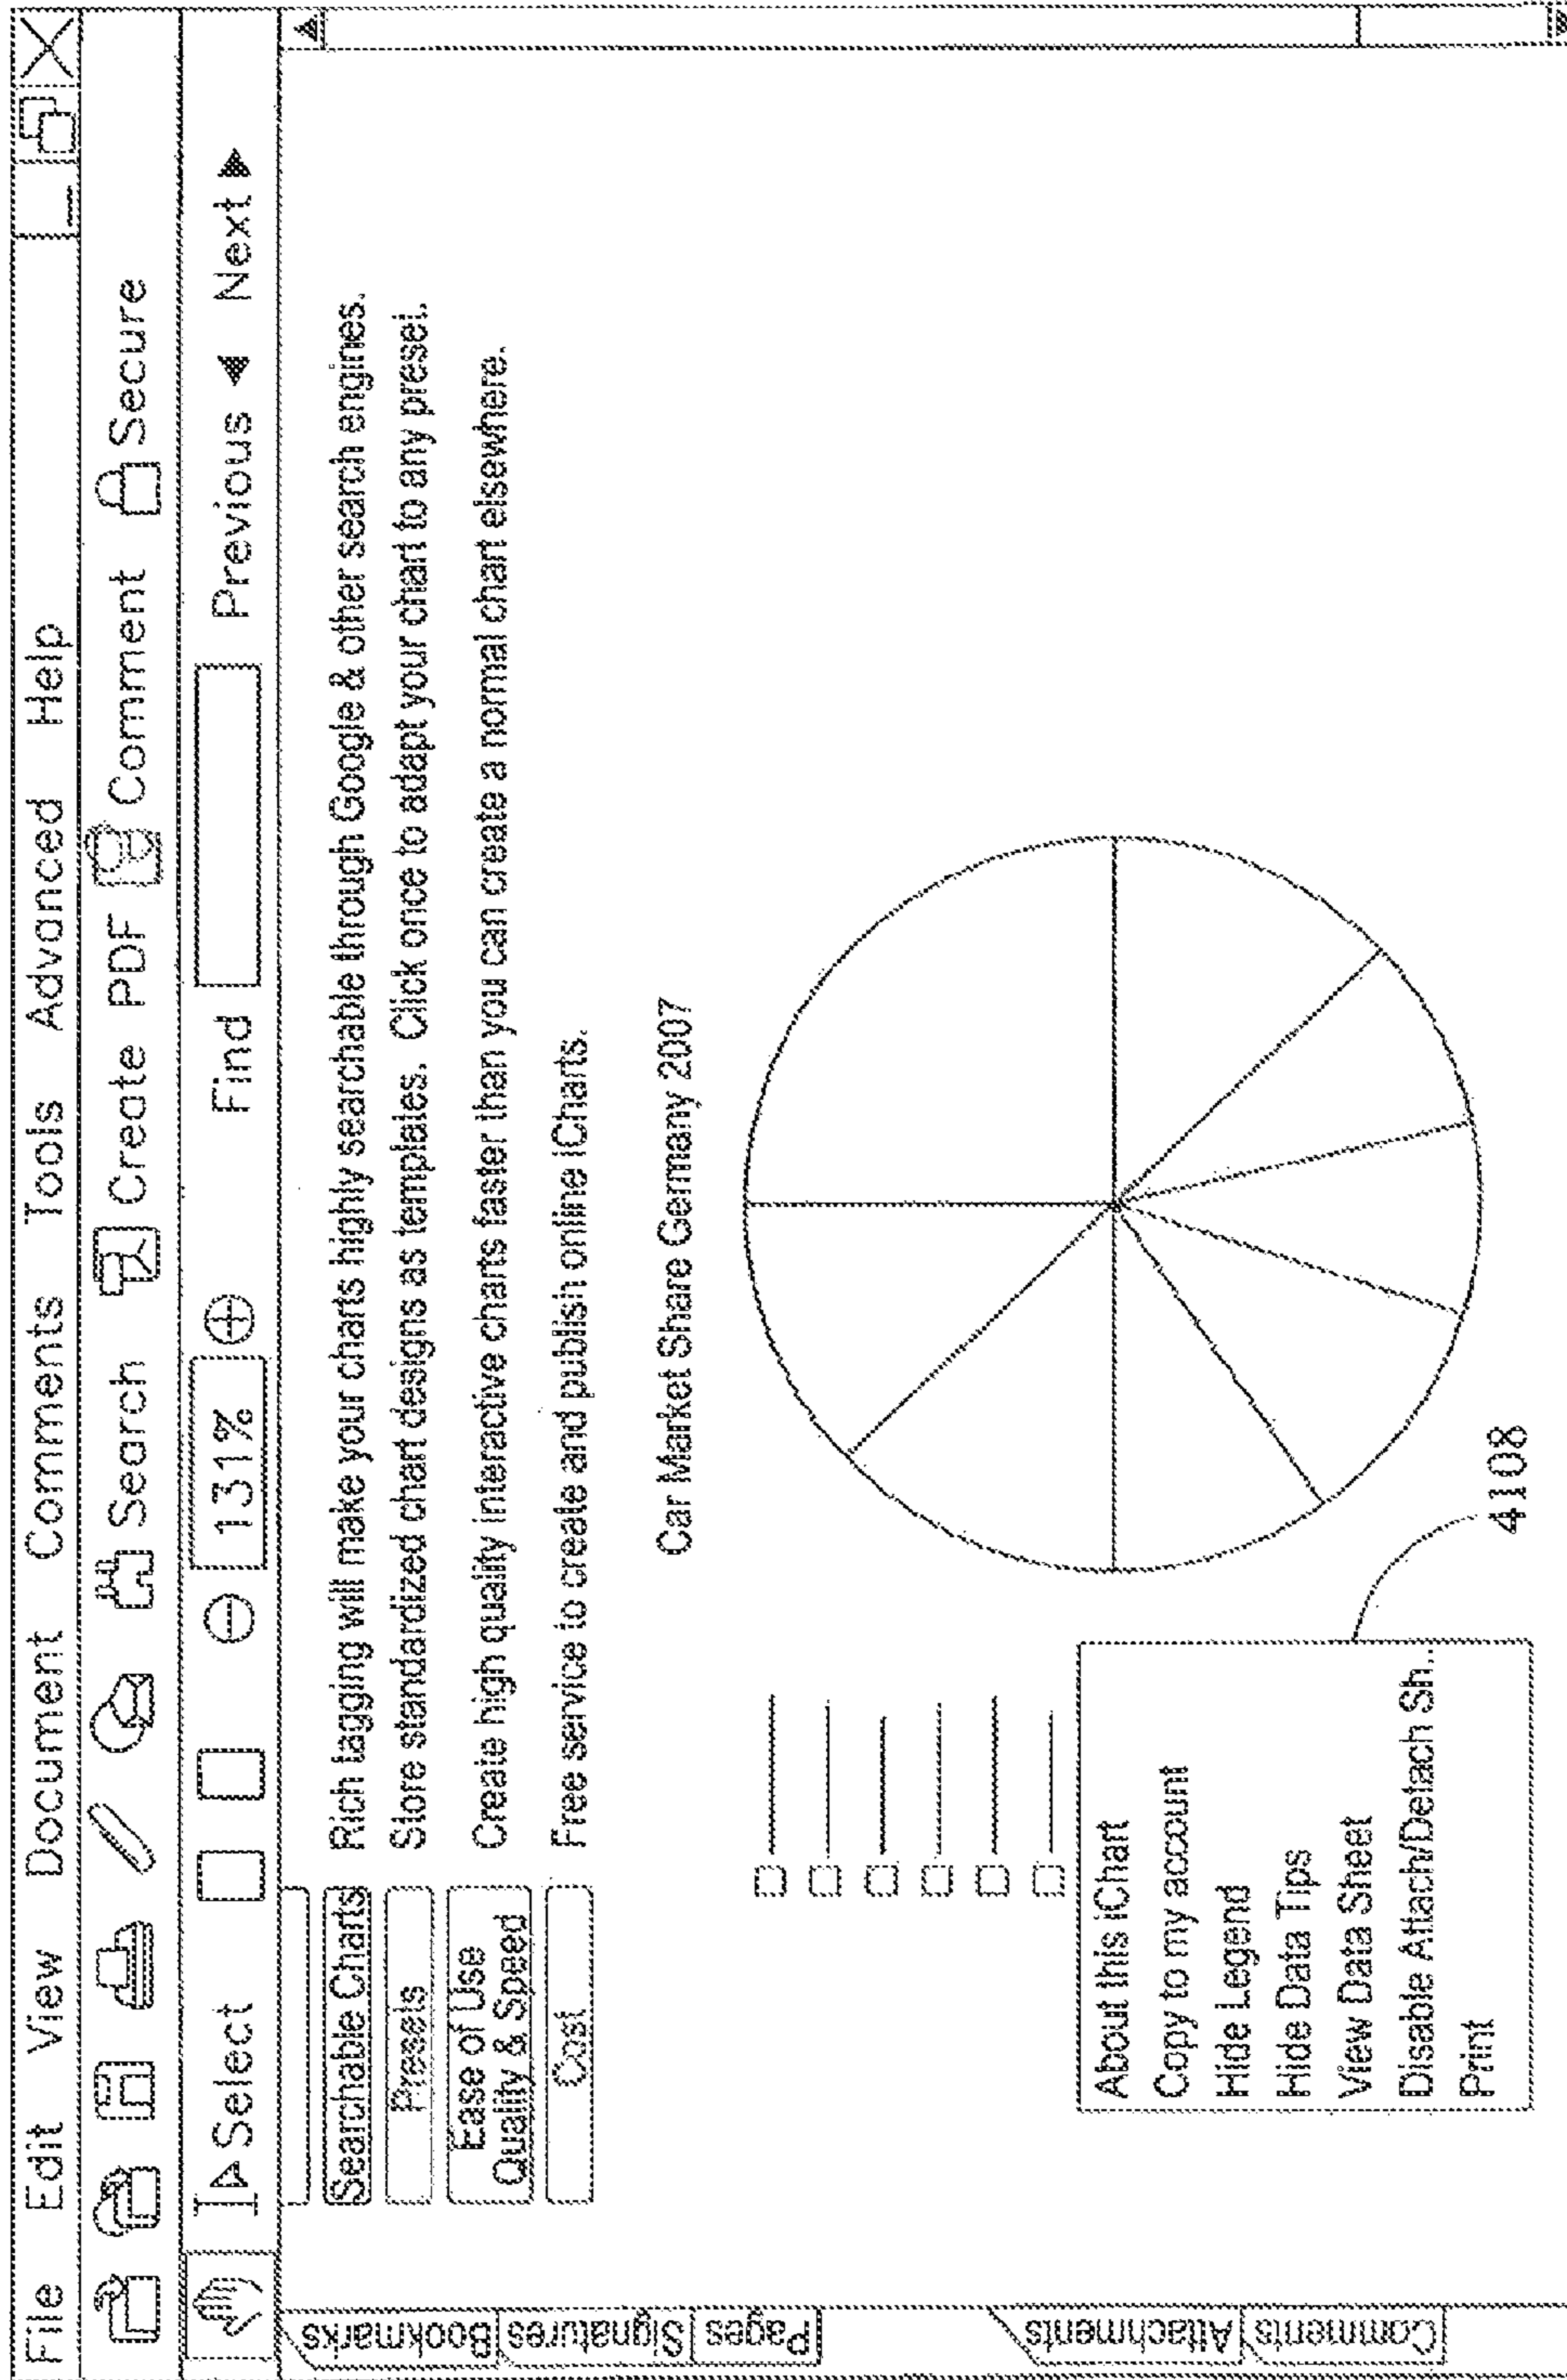 File Edit View Document Comments Tools Advanced Help
Search Create PDF Comment Secure
Select 131% Find Previous Next
Searchable Charts Rich tagging will make your charts highly searchable through Google & other search engines.
Presets Store standardized chart designs as templates. Click once to adapt your chart to any preset.
Ease of Use
Quality & Speed Create high quality interactive charts faster than you can create a normal chart elsewhere.
Cost Free service to create and publish online iCharts.
Bookmarks
Signatures
Pages
Attachments
Comments
Car Market Share Germany 2007
About this iChart
Copy to my account
Hide Legend
Hide Data Tips
View Data Sheet
Disable Attach/Detach Sh..
Print
4108